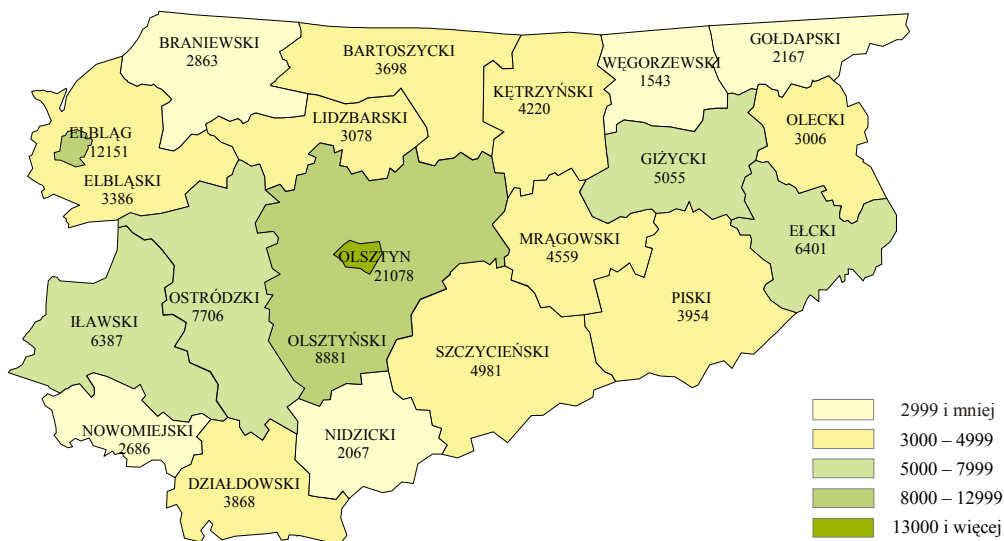 BRANIEWSKI
2863
BARTOSZYCKI
3698
GOŁDAPSKI
2167
WĘGORZEWSKI
1543
KĘTRZYŃSKI
4220
LIDZBARSKI
3078
OLECKI
3006
ELBLĄG
12151
GIŻYCKI
5055
ELBLĄSKI
3386
EŁCKI
6401
MRĄGOWSKI
4559
OLSZTYN
21078
OSTRÓDZKI
7706
PISKI
3954
IŁAWSKI
6387
OLSZTYŃSKI
8881
SZCZYCIEŃSKI
4981
NOWOMIEJSKI
2686
NIDZICKI
2067
DZIAŁDOWSKI
3868
2999 i mniej
3000 – 4999
5000 – 7999
8000 – 12999
13000 i więcej